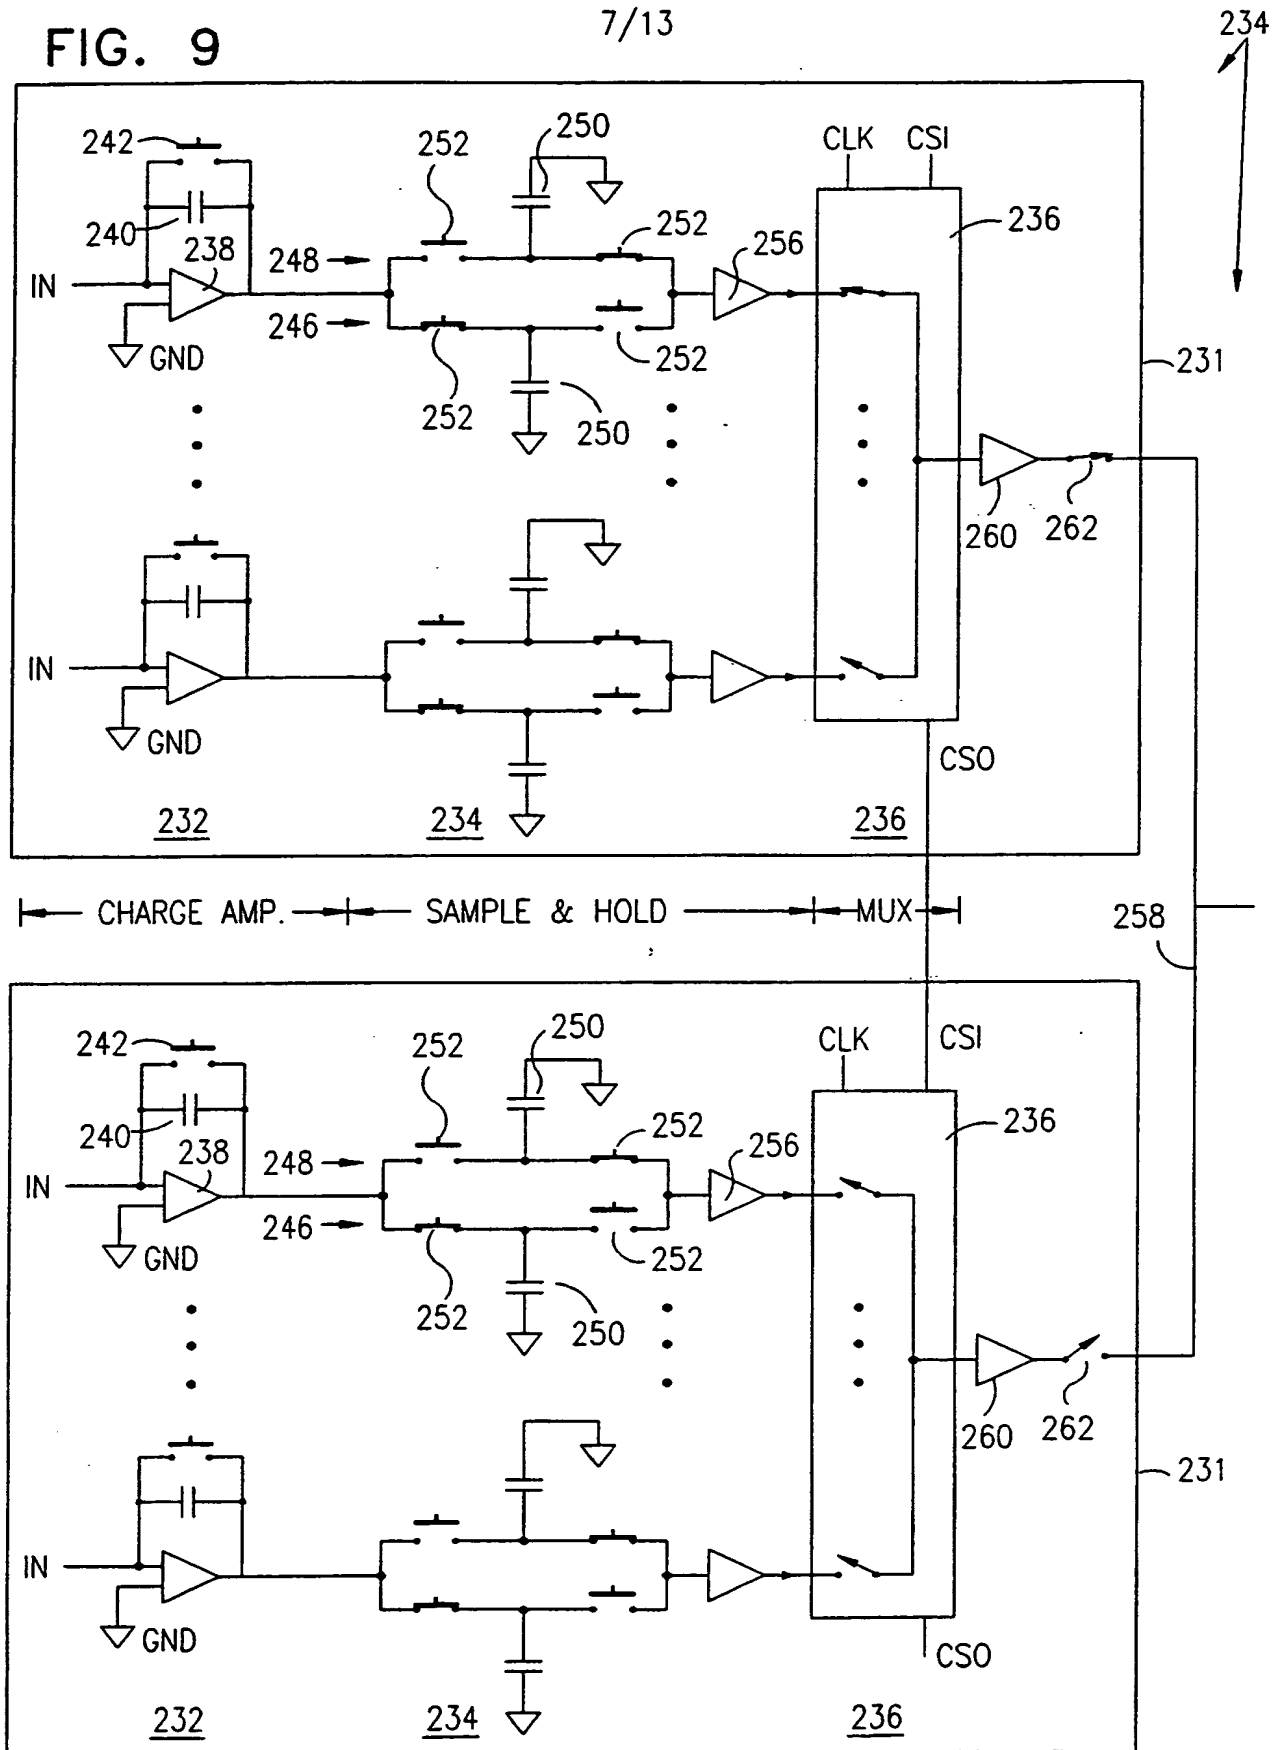 7/13
FIG. 9
234
242
252
250
CLK CSI
240
238
248
252
256
236
IN
246
252
GND
252
250
231
260
262
IN
GND
CSO
232
234
236
CHARGE AMP.
SAMPLE & HOLD
MUX
258
242
252
250
CLK
CSI
240
238
248
252
256
236
IN
246
252
GND
252
250
260
262
231
IN
GND
CSO
232
234
236